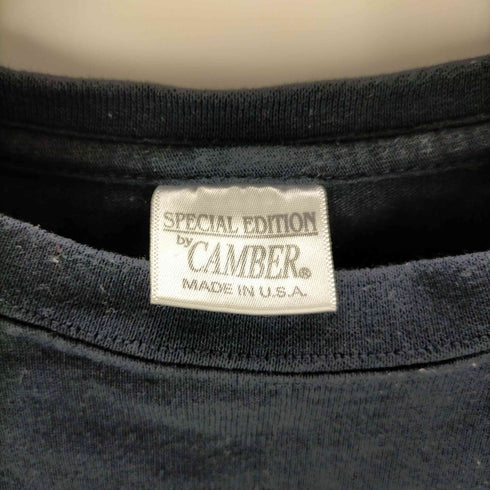 SPECIAL EDITION
by CAMBER®
MADE IN U.S.A.